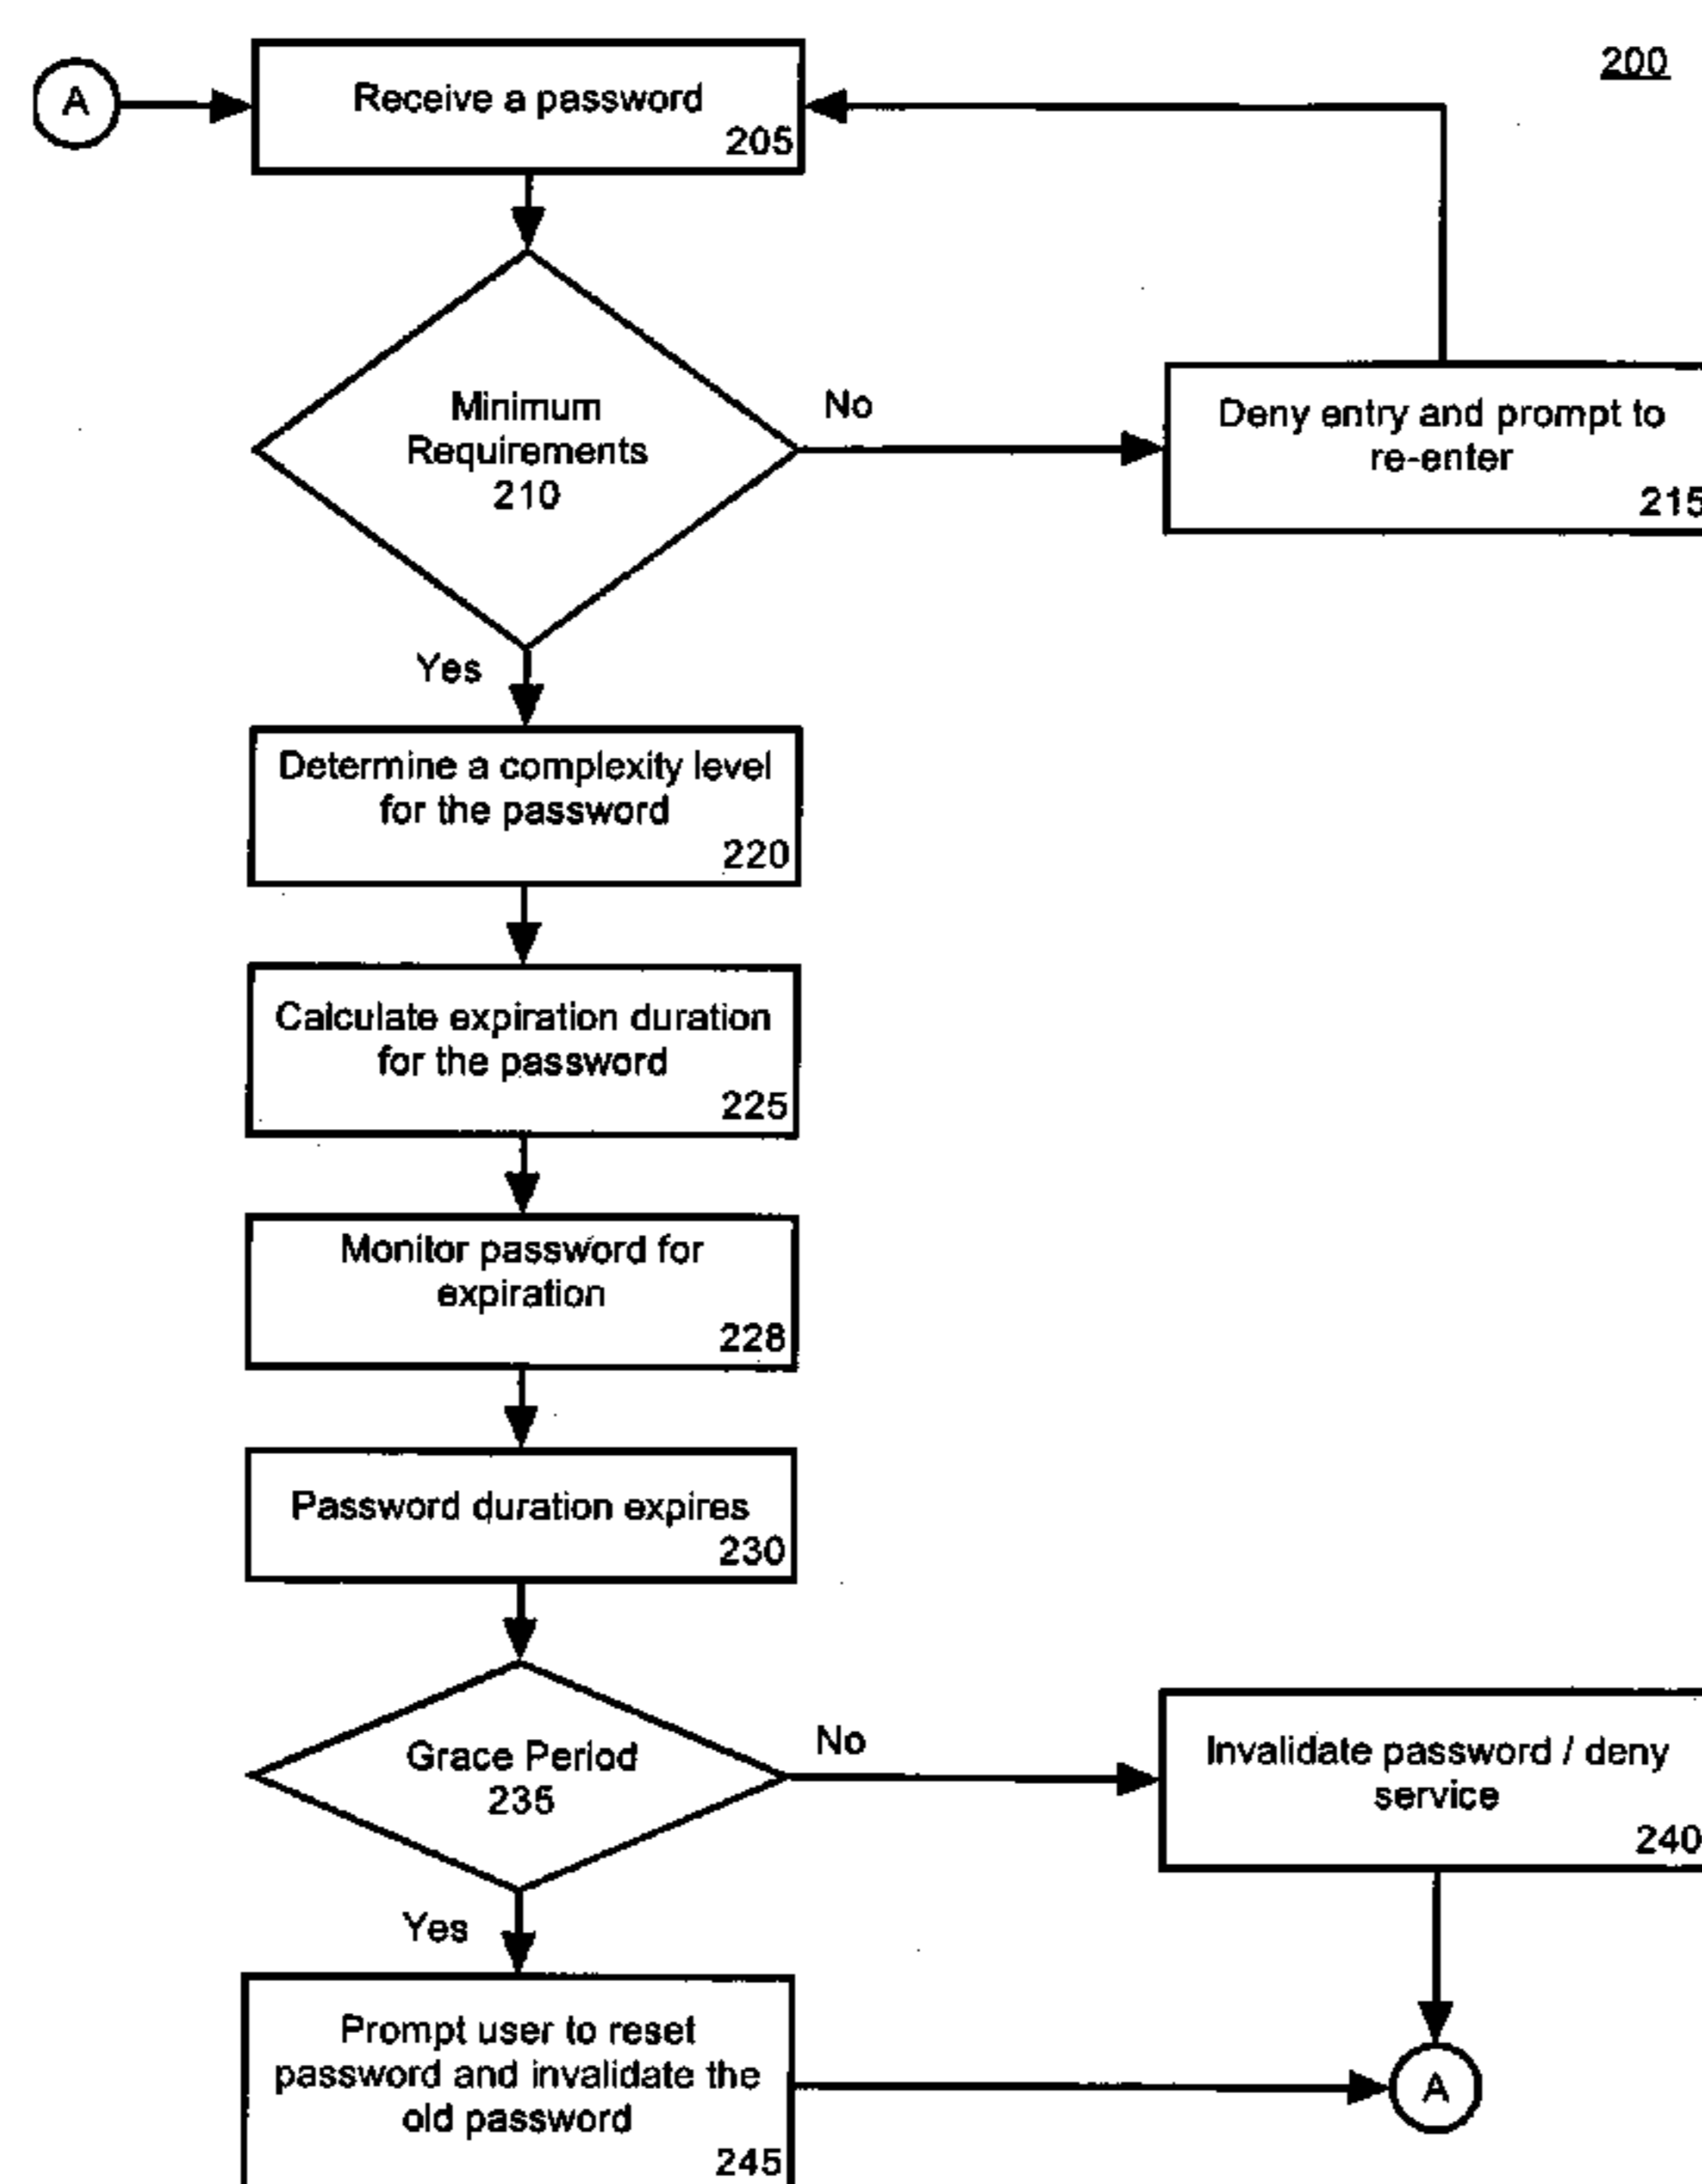 200
A
Receive a password
205
Minimum
Requirements
210
No
Deny entry and prompt to
re-enter
215
Yes
Determine a complexity level
for the password
220
Calculate expiration duration
for the password
225
Monitor password for
expiration
228
Password duration expires
230
Grace Period
235
No
Invalidate password / deny
service
240
Yes
Prompt user to reset
password and invalidate the
old password
245
A